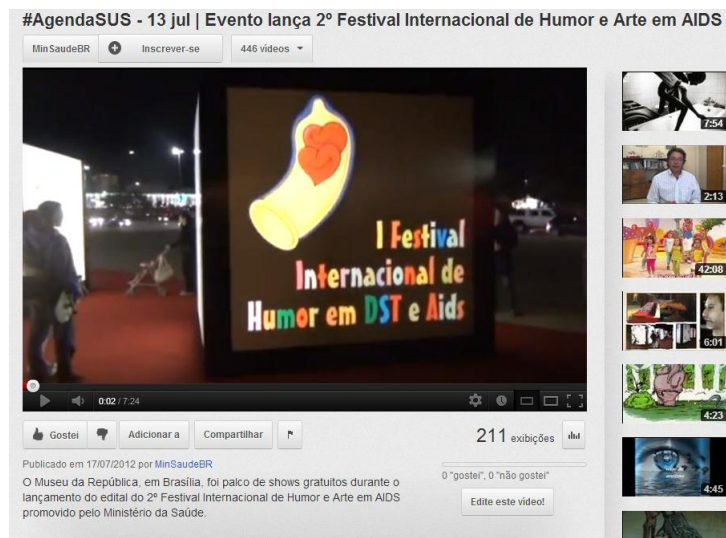 #AgendaSUS - 13 jul | Evento lança 2º Festival Internacional de Humor e Arte em AIDS
MinSaudeBR
Inscrever-se
446 vídeos
I Festival
Internacional de
Humor em DST e Aids
7:54
2:13
42:08
6:01
4:23
4:45
0:02 / 7:24
Gostei
Adicionar a
Compartilhar
211 exibições
Publicado em 17/07/2012 por MinSaudeBR
O Museu da República, em Brasília, foi palco de shows gratuitos durante o
lançamento do edital do 2º Festival Internacional de Humor e Arte em AIDS
promovido pelo Ministério da Saúde.
0 "gostei", 0 "não gostei"
Edite este vídeo!